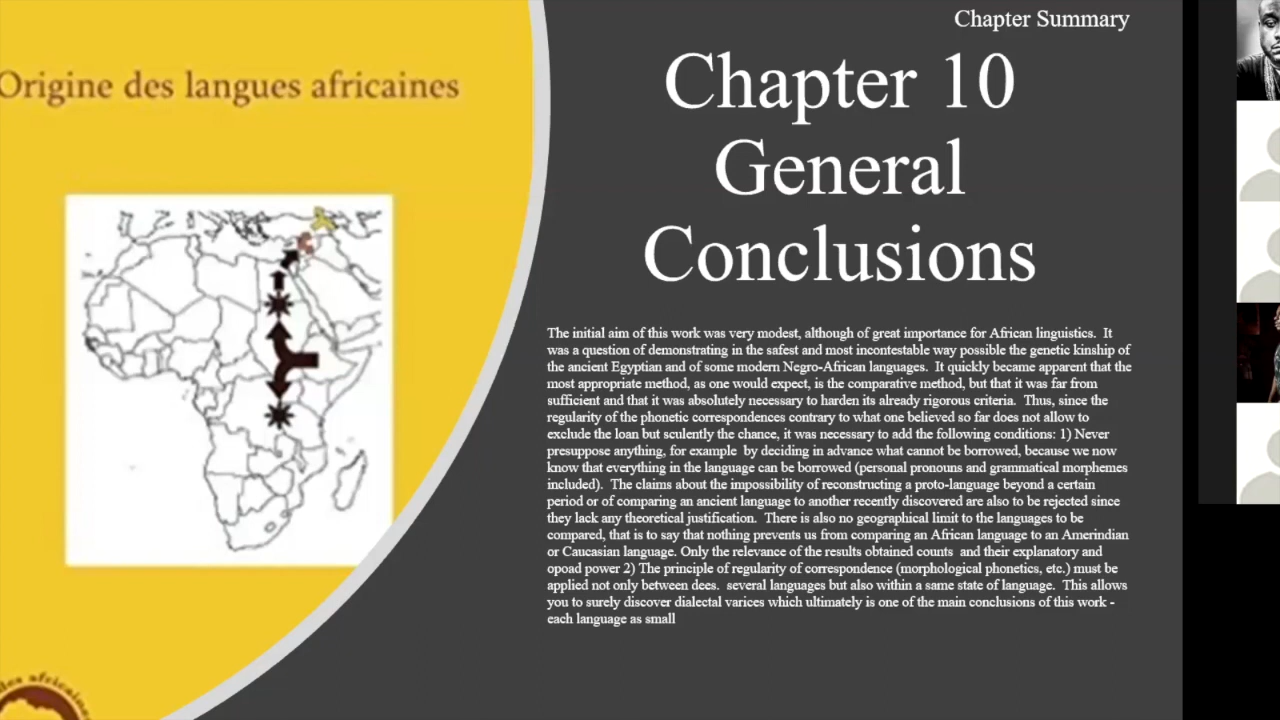 Chapter Summary
Origine des langues africaines
Chapter 10
General
Conclusions
The initial aim of this work was very modest, although of great importance for African linguistics. It
was a question of demonstrating in the safest and most incontestable way possible the genetic kinship of
the ancient Egyptian and of some modern Negro-African languages. It quickly became apparent that the
most appropriate method, as one would expect, is the comparative method, but that it was far from
sufficient and that it was absolutely necessary to harden its already rigorous criteria. Thus, since the
regularity of the phonetic correspondences contrary to what one believed so far does not allow to
exclude the loan but sculently the chance, it was necessary to add the following conditions: 1) Never
presuppose anything, for example by deciding in advance what cannot be borrowed, because we now
know that everything in the language can be borrowed (personal pronouns and grammatical morphemes
included). The claims about the impossibility of reconstructing a proto-language beyond a certain
period or of comparing an ancient language to another recently discovered are also to be rejected since
they lack any theoretical justification. There is also no geographical limit to the languages to be
compared, that is to say that nothing prevents us from comparing an African language to an Amerindian
or Caucasian language. Only the relevance of the results obtained counts and their explanatory and
opoad power 2) The principle of regularity of correspondence (morphological phonetics, etc.) must be
applied not only between dees. several languages but also within a same state of language. This allows
you to surely discover dialectal varices which ultimately is one of the main conclusions of this work -
each language as small
les africaines